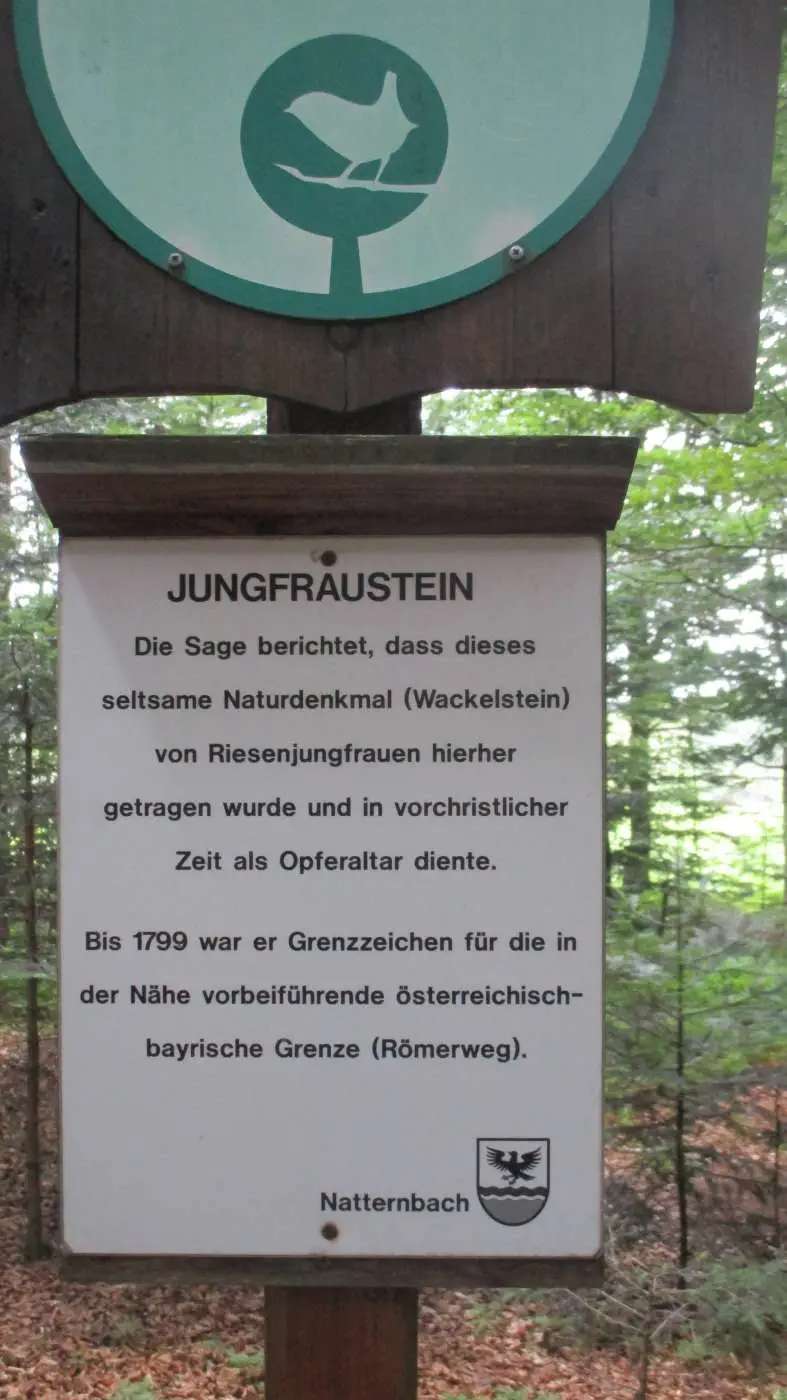 JUNGFRAUSTEIN
Die Sage berichtet, dass dieses
seltsame Naturdenkmal (Wackelstein)
von Riesenjungfrauen hierher
getragen wurde und in vorchristlicher
Zeit als Opferaltar diente.
Bis 1799 war er Grenzzeichen für die in
der Nähe vorbeiführende österreichisch-
bayrische Grenze (Römerweg).
Natternbach